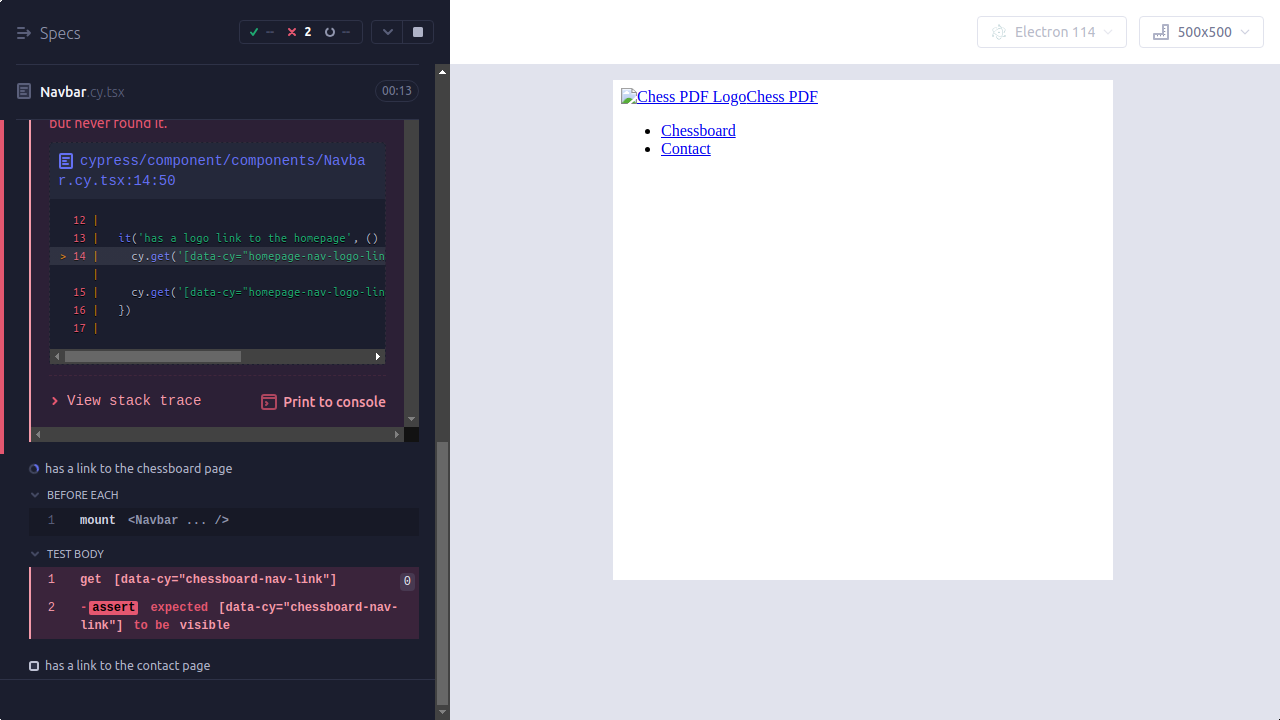 Specs
-- 2 --
Electron 114
500x500
Navbar.cy.tsx
00:13
but never round it.
cypress/component/components/Navba
r.cy.tsx:14:50
12 |
13 | it('has a logo link to the homepage', ()
> 14 | cy.get('[data-cy="homepage-nav-logo-lin
|
15 | cy.get('[data-cy="homepage-nav-logo-lin
16 | })
17 |
View stack trace
Print to console
has a link to the chessboard page
BEFORE EACH
1 mount <Navbar ... />
TEST BODY
1 get [data-cy="chessboard-nav-link"] 0
2 -assert expected [data-cy="chessboard-nav-
link"] to be visible
has a link to the contact page
Chess PDF LogoChess PDF
Chessboard
Contact